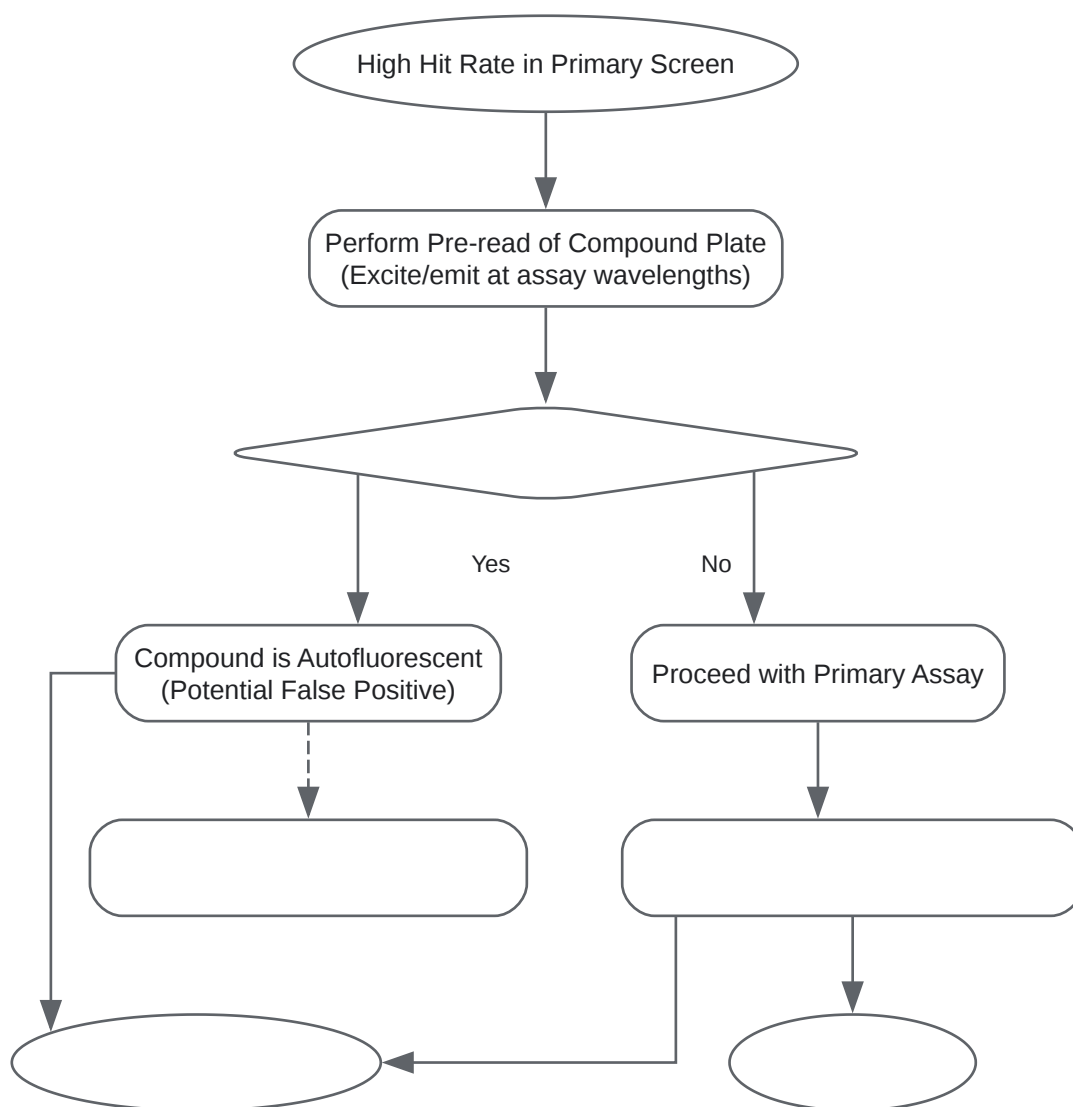 High Hit Rate in Primary Screen
Perform Pre-read of Compound Plate
(Excite/emit at assay wavelengths)
Yes
No
Compound is Autofluorescent
(Potential False Positive)
Proceed with Primary Assay